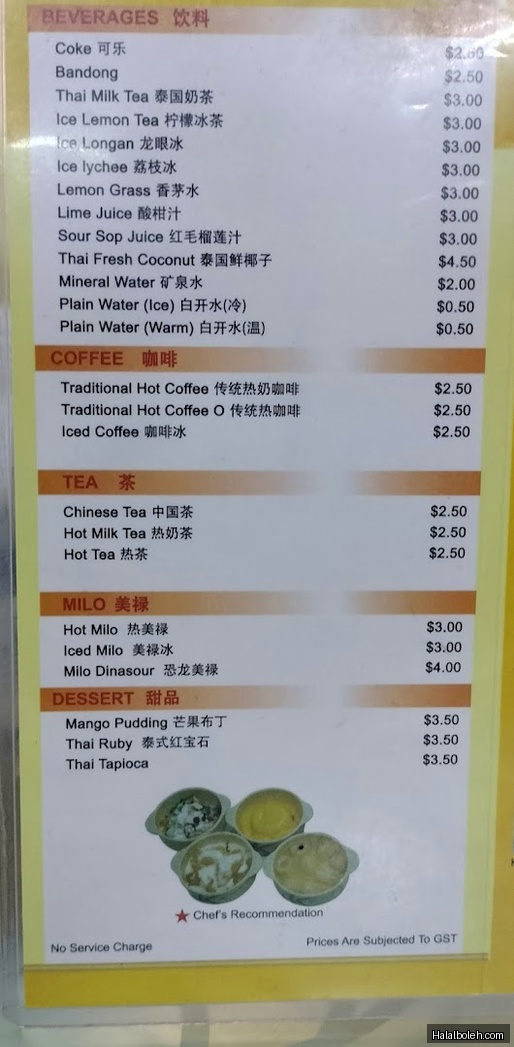 BEVERAGES 饮料
Coke 可乐 $2.50
Bandong $2.50
Thai Milk Tea 泰国奶茶 $3.00
Ice Lemon Tea 柠檬冰茶 $3.00
Ice Longan 龙眼冰 $3.00
Ice lychee 荔枝冰 $3.00
Lemon Grass 香茅水 $3.00
Lime Juice 酸柑汁 $3.00
Sour Sop Juice 红毛榴莲汁 $3.00
Thai Fresh Coconut 泰国鲜椰子 $4.50
Mineral Water 矿泉水 $2.00
Plain Water (Ice) 白开水(冷) $0.50
Plain Water (Warm) 白开水(温) $0.50
COFFEE 咖啡
Traditional Hot Coffee 传统热奶咖啡 $2.50
Traditional Hot Coffee O 传统热咖啡 $2.50
Iced Coffee 咖啡冰 $2.50
TEA 茶
Chinese Tea 中国茶 $2.50
Hot Milk Tea 热奶茶 $2.50
Hot Tea 热茶 $2.50
MILO 美禄
Hot Milo 热美禄 $3.00
Iced Milo 美禄冰 $3.00
Milo Dinasour 恐龙美禄 $4.00
DESSERT 甜品
Mango Pudding 芒果布丁 $3.50
Thai Ruby 泰式红宝石 $3.50
Thai Tapioca $3.50
Chef's Recommendation
No Service Charge Prices Are Subjected To GST
Halalboleh.com